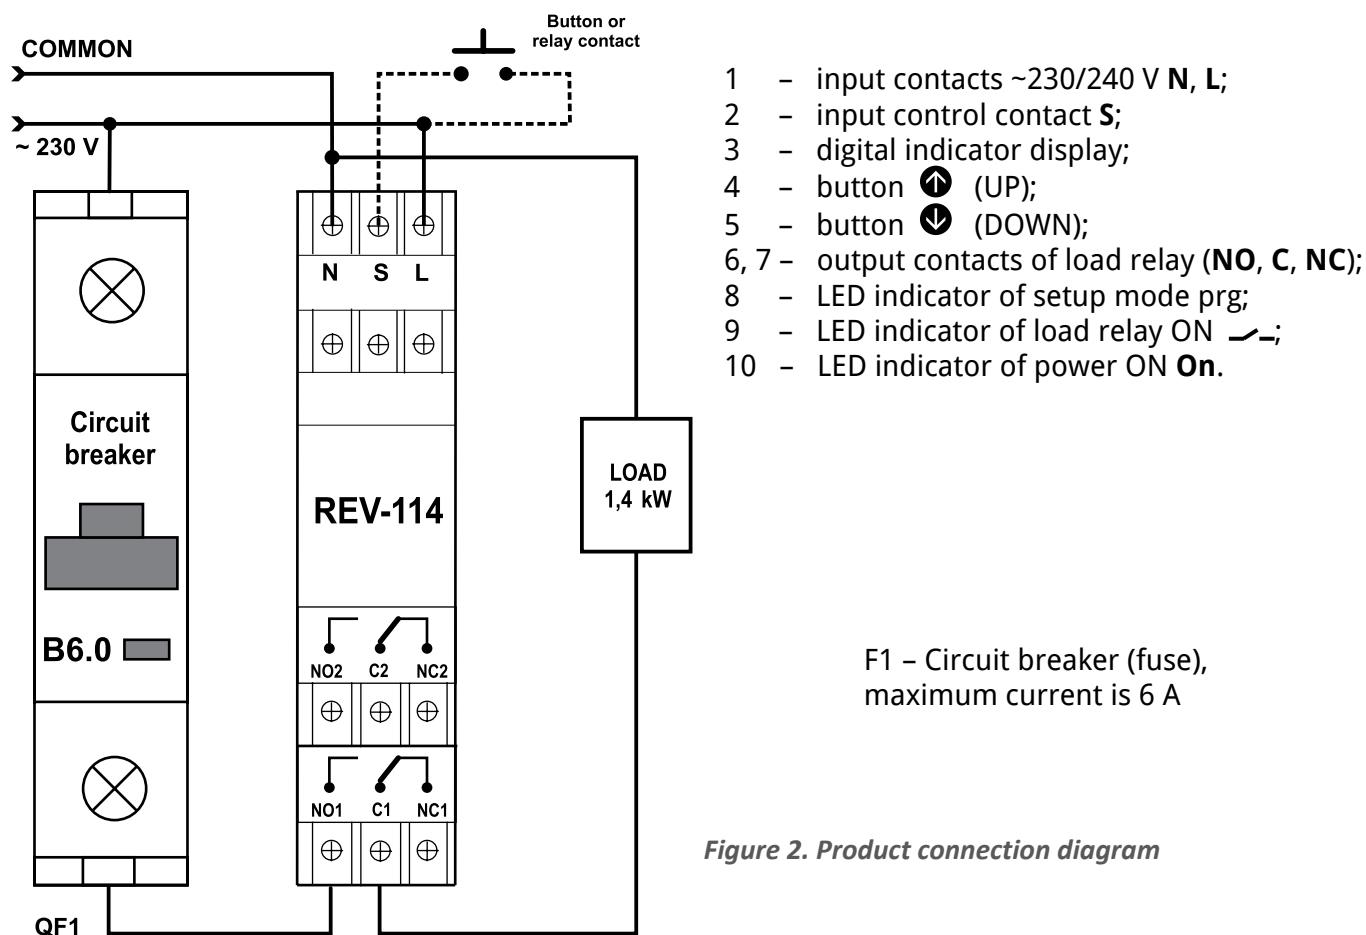 Button or
relay contact
COMMON
~ 230 V
N S L
Circuit
breaker
B6.0
REV-114
LOAD
1,4 kW
NO2 C2 NC2
NO1 C1 NC1
QF1
1 – input contacts ~230/240 V N, L;
2 – input control contact S;
3 – digital indicator display;
4 – button (UP);
5 – button (DOWN);
6, 7 – output contacts of load relay (NO, C, NC);
8 – LED indicator of setup mode prg;
9 – LED indicator of load relay ON ;
10 – LED indicator of power ON On.
F1 – Circuit breaker (fuse),
maximum current is 6 A
Figure 2. Product connection diagram